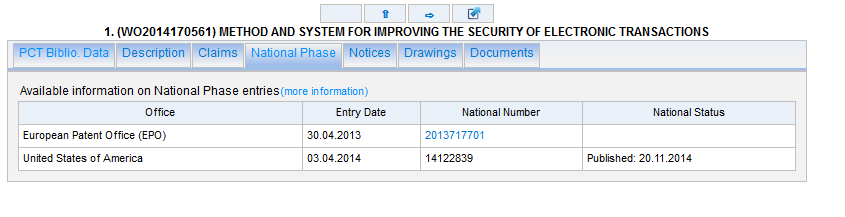 1. (WO2014170561) METHOD AND SYSTEM FOR IMPROVING THE SECURITY OF ELECTRONIC TRANSACTIONS
PCT Biblio. Data Description Claims National Phase Notices Drawings Documents
Available information on National Phase entries(more information)
Office Entry Date National Number National Status
European Patent Office (EPO) 30.04.2013 2013717701
United States of America 03.04.2014 14122839 Published: 20.11.2014